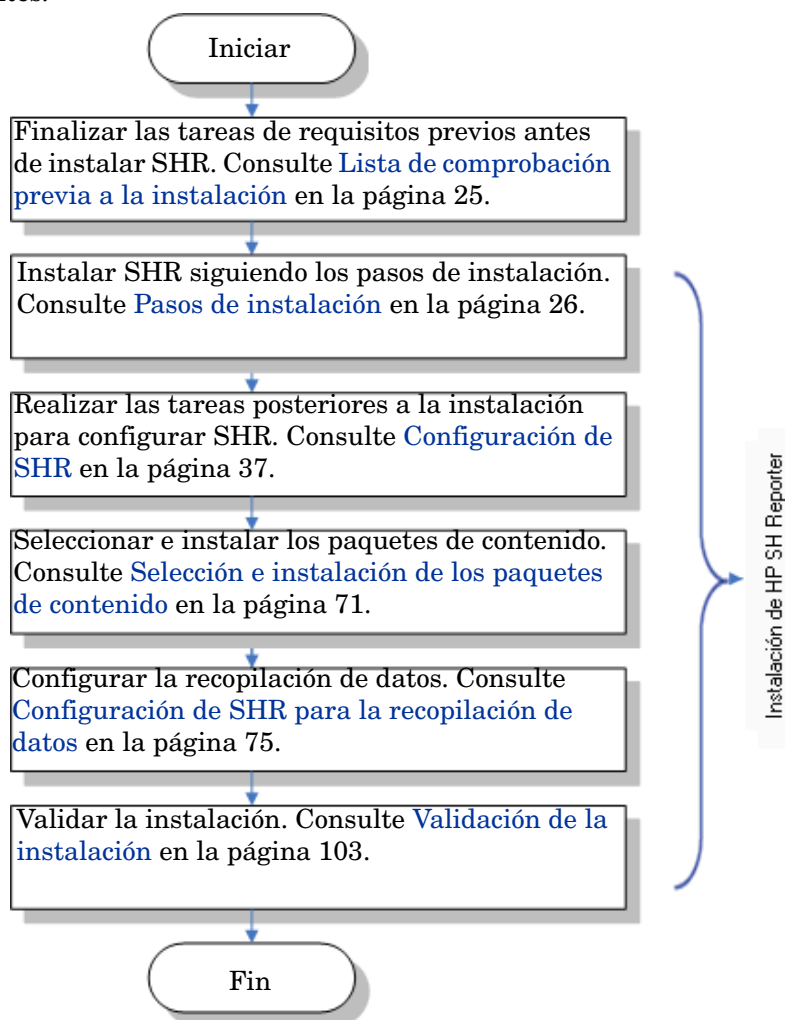 Iniciar
Finalizar las tareas de requisitos previos antes
de instalar SHR. Consulte Lista de comprobación
previa a la instalación en la página 25.
Instalar SHR siguiendo los pasos de instalación.
Consulte Pasos de instalación en la página 26.
Realizar las tareas posteriores a la instalación
para configurar SHR. Consulte Configuración de
SHR en la página 37.
Seleccionar e instalar los paquetes de contenido.
Consulte Selección e instalación de los paquetes
de contenido en la página 71.
Configurar la recopilación de datos. Consulte
Configuración de SHR para la recopilación de
datos en la página 75.
Validar la instalación. Consulte Validación de la
instalación en la página 103.
Fin
Instalación de HP SH Reporter